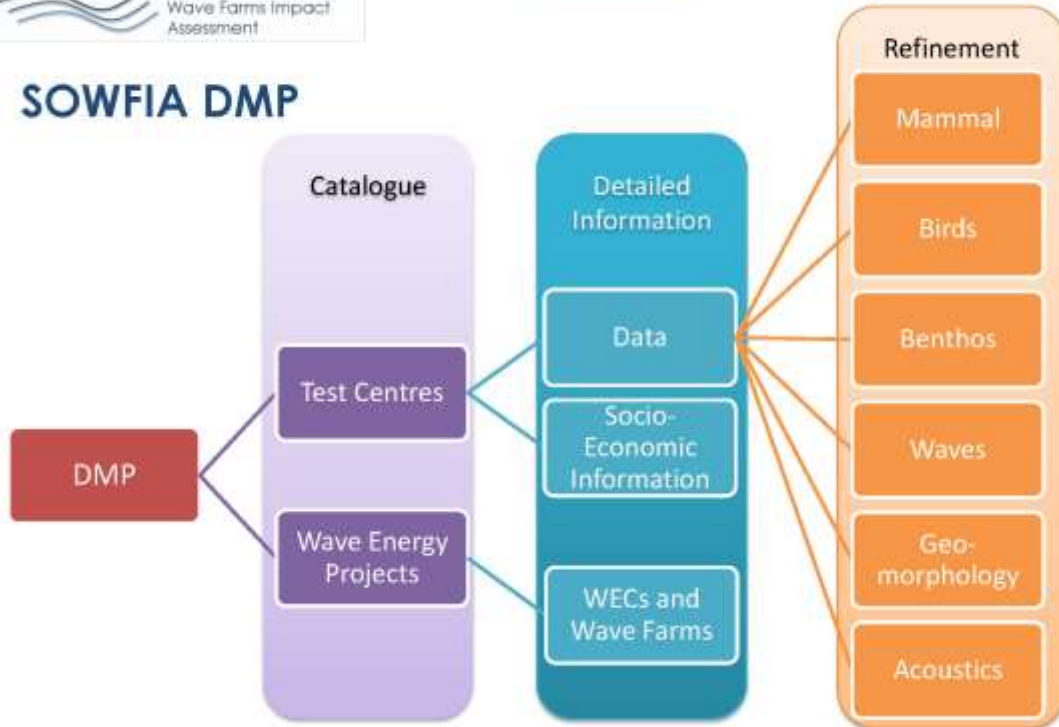 Wave Farms Impact
Assessment
SOWFIA DMP
DMP
Catalogue
Test Centres
Wave Energy
Projects
Detailed
Information
Data
Socio-
Economic
Information
WECs and
Wave Farms
Refinement
Mammal
Birds
Benthos
Waves
Geo-
morphology
Acoustics